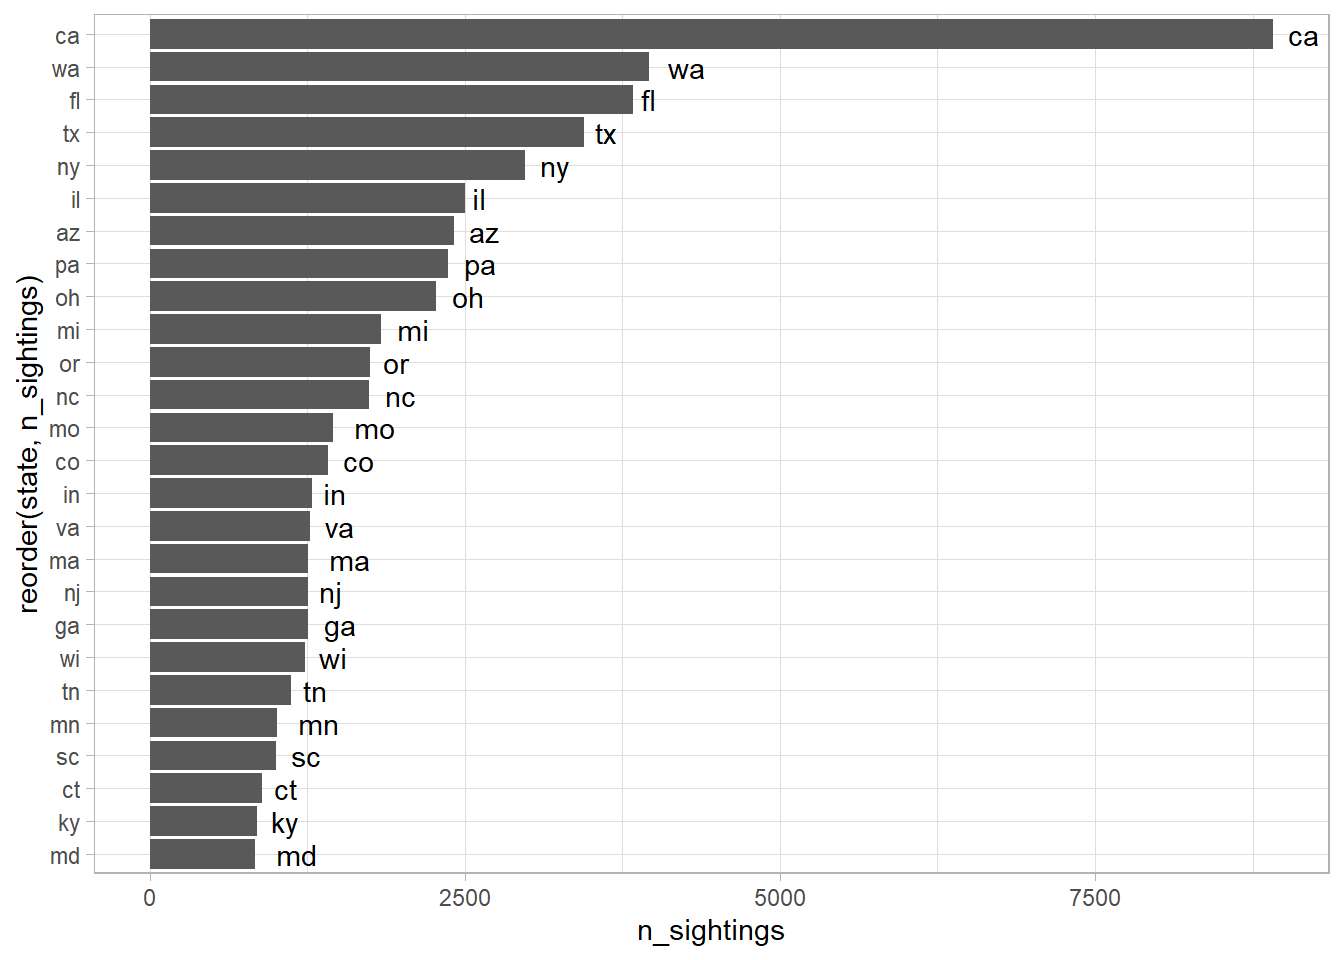 ca ca
wa wa
fl fl
tx tx
ny ny
il il
az az
pa pa
oh oh
mi mi
or or
nc nc
mo mo
co co
in in
va va
ma ma
nj nj
ga ga
wi wi
tn tn
mn mn
sc sc
ct ct
ky ky
md md
reorder(state, n_sightings)
0 2500 5000 7500
n_sightings